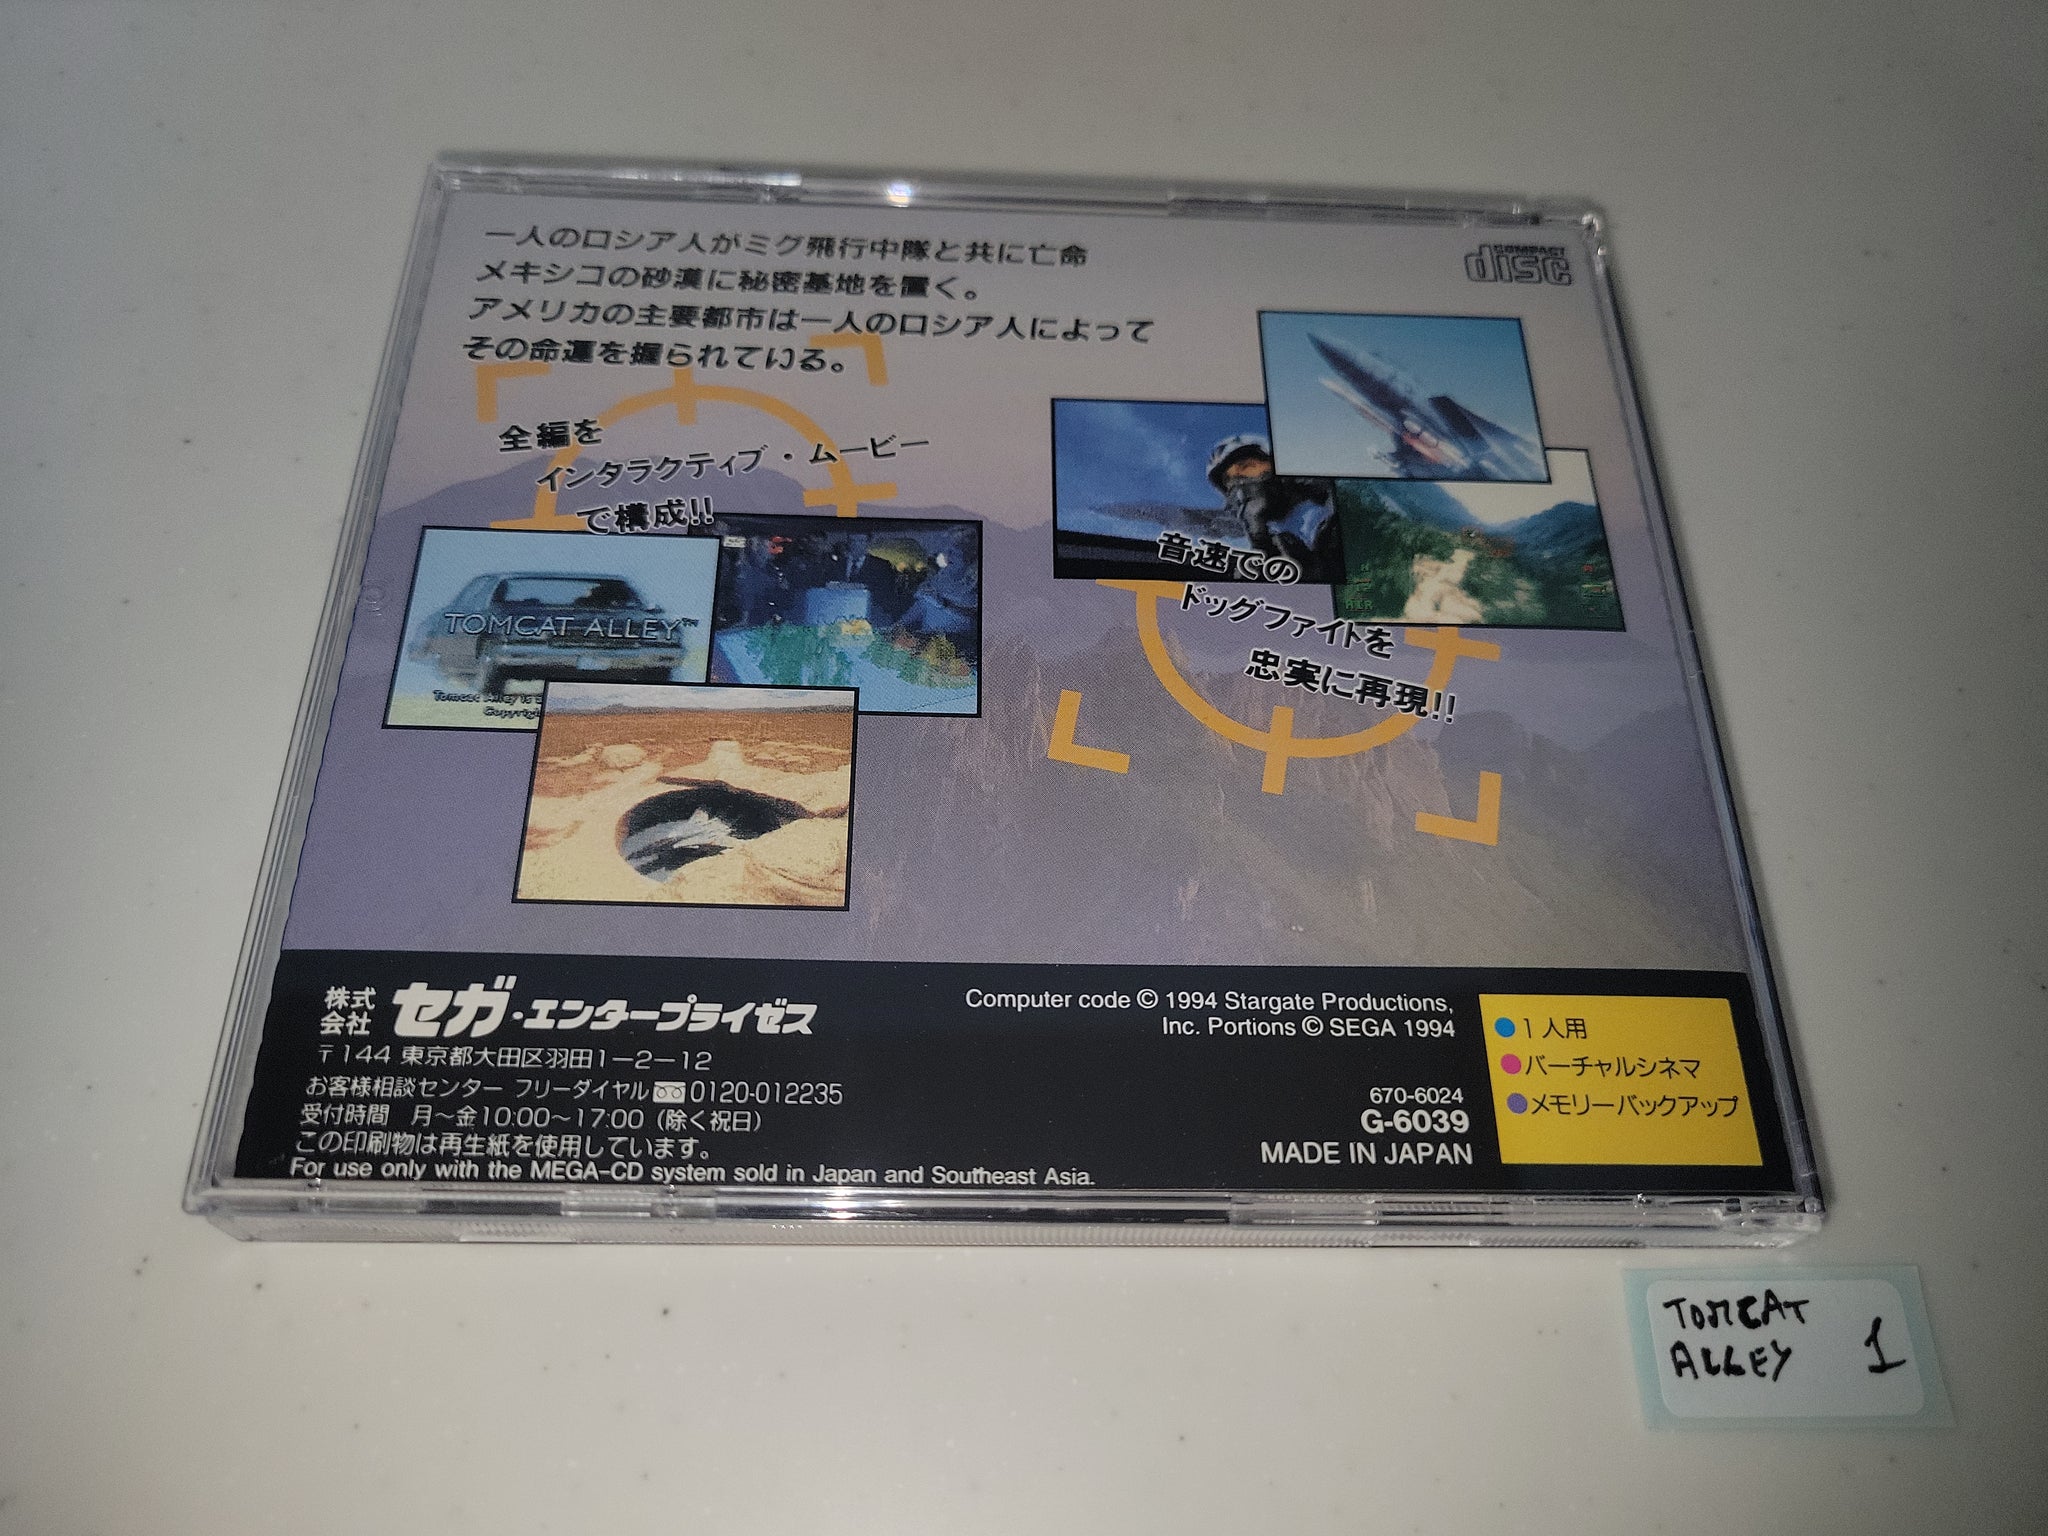 一人のロシア人がミグ飛行中隊と共に亡命
メキシコの砂漠に秘密基地を置く。
アメリカの主要都市は一人のロシア人によって
その命運を握られている。
COMPACT
disc
全編を
インタラクティブ・ムービー
で構成!!
音速での
ドッグファイトを
忠実に再現!!
TOMCAT ALLEY™
Tomcat Alley is
Copyrig
AIR
株式
会社
セガ・エンタープライゼス
〒144 東京都大田区羽田1－2－12
お客様相談センター フリーダイヤル 0120-012235
受付時間 月～金10:00～17:00（除く祝日）
この印刷物は再生紙を使用しています。
For use only with the MEGA-CD system sold in Japan and Southeast Asia.
Computer code © 1994 Stargate Productions,
Inc. Portions © SEGA 1994
670-6024
G-6039
MADE IN JAPAN
●1人用
●バーチャルシネマ
●メモリーバックアップ
TOMCAT
ALLEY 1